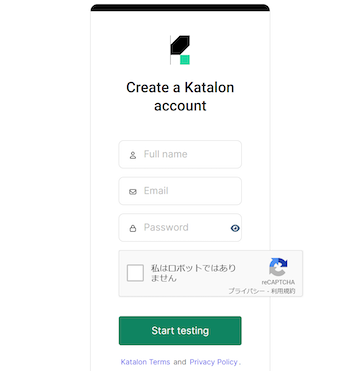 Create a Katalon
account
Full name
Email
Password
私はロボットではあり
ません
reCAPTCHA
プライバシー - 利用規約
Start testing
Katalon Terms and Privacy Policy.